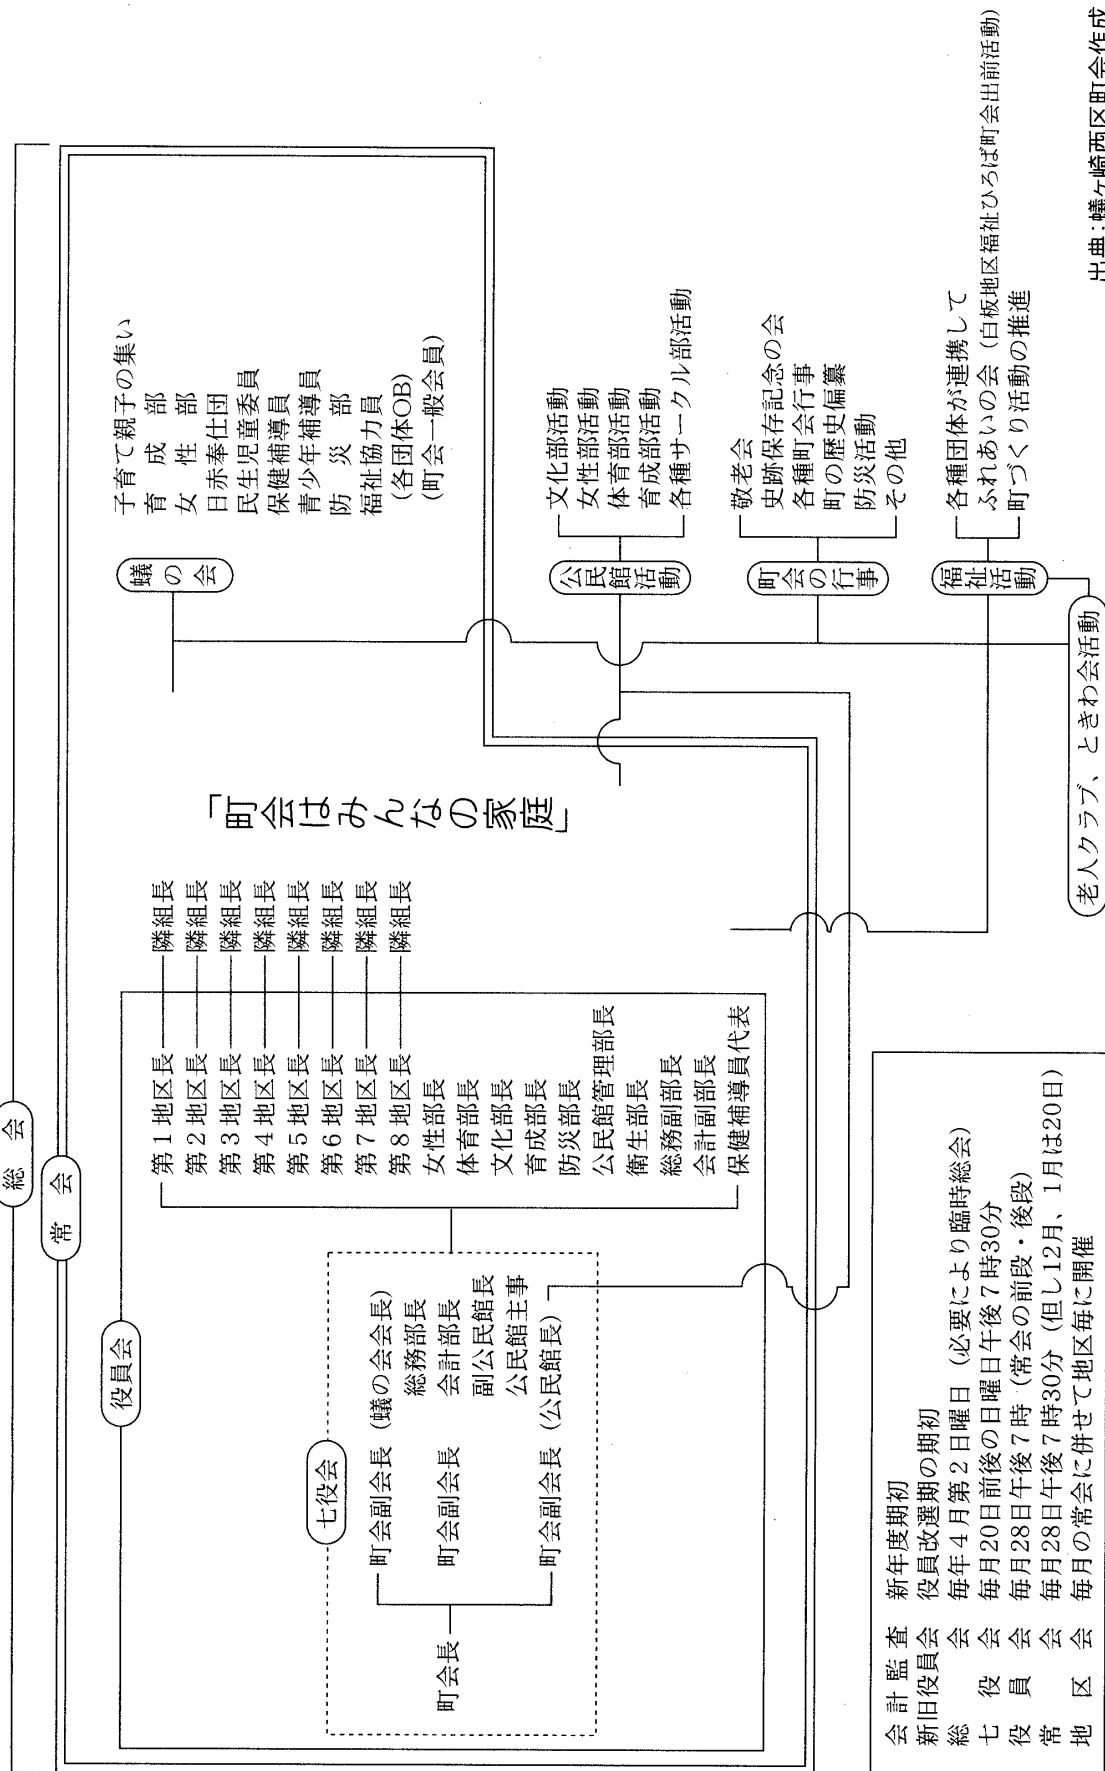 総会
常会
役員会
七役会
町会長
町会副会長（蟻の会会長）
総務部長
町会副会長 会計部長
副公民館長
公民館主事
町会副会長（公民館長）
第1地区長 隣組長
第2地区長 隣組長
第3地区長 隣組長
第4地区長 隣組長
第5地区長 隣組長
第6地区長 隣組長
第7地区長 隣組長
第8地区長 隣組長
女性部長
体育部長
文化部長
育成部長
防災部長
公民館管理部長
衛生部長
総務副部長
会計副部長
保健補導員代表
「町会はみんなの家庭」
蟻の会
子育て親子の集い
育成部
女性部
日赤奉仕団
民生児童委員
保健補導員
青少年補導員
防災部
福祉協力員
(各団体OB)
(町会一般会員)
公民館活動
文化部活動
女性部活動
体育部活動
育成部活動
各種サークル部活動
町会の行事
敬老会
史跡保存記念の会
各種町会行事
町の歴史偏纂
防災活動
その他
福祉活動
各種団体が連携して
ふれあいの会（白板地区福祉ひろば町会出前活動）
町づくり活動の推進
老人クラブ、ときわ会活動
会計監査 新年度期初
新旧役員会 役員改選期の期初
総会 毎年4月第2日曜日（必要により臨時総会）
七役会 毎月20日前後の日曜日午後7時30分
役員会 毎月28日午後7時（常会の前段・後段）
常会 毎月28日午後7時30分（但し12月、1月は20日）
地区会 毎月の常会に併せて地区毎に開催
出典：蟻ヶ崎西区町会作成